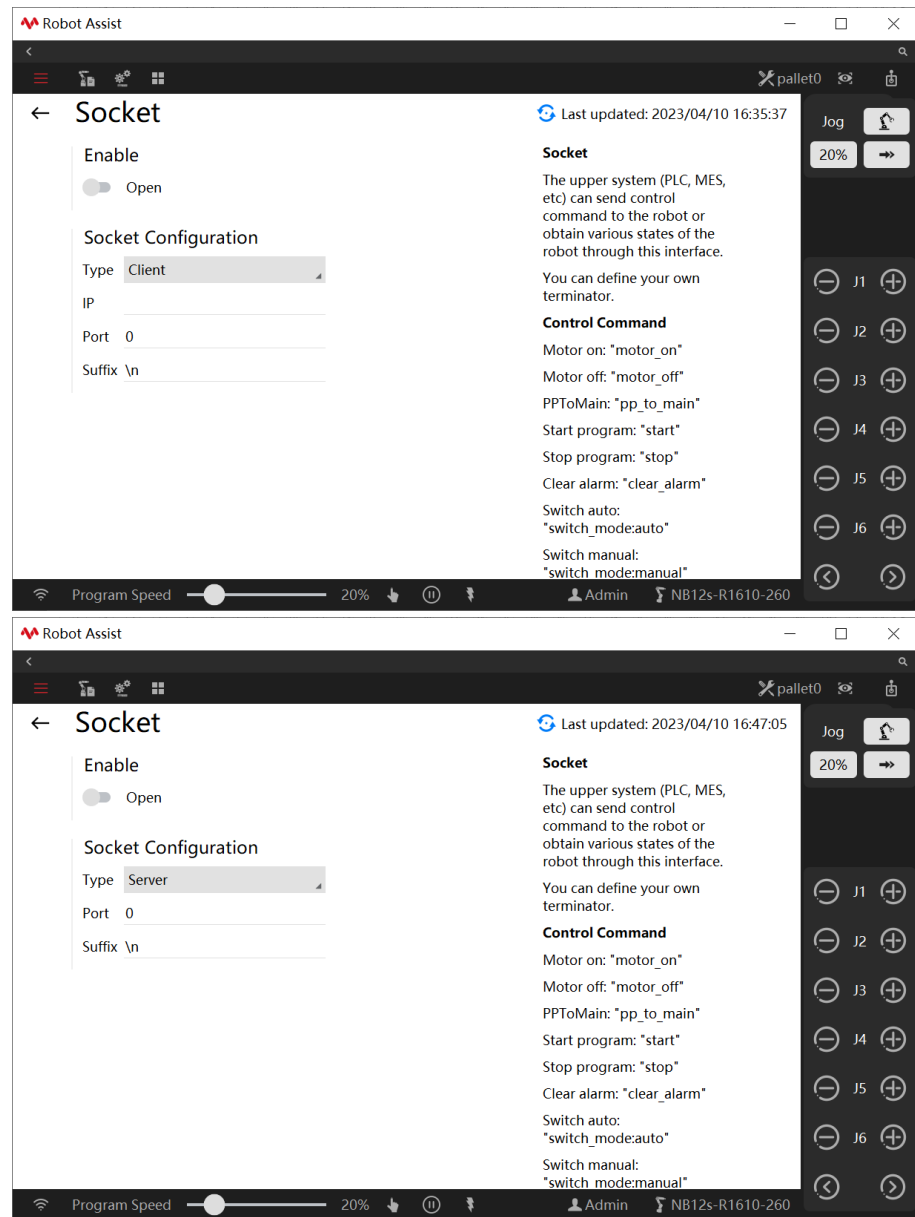 Robot Assist
pallet0
Socket
Last updated: 2023/04/10 16:35:37
Jog
20%
Enable
Open
Socket Configuration
Type Client
IP
Port 0
Suffix \n
Socket
The upper system (PLC, MES,
etc) can send control
command to the robot or
obtain various states of the
robot through this interface.
You can define your own
terminator.
Control Command
Motor on: "motor_on"
Motor off: "motor_off"
PPToMain: "pp_to_main"
Start program: "start"
Stop program: "stop"
Clear alarm: "clear_alarm"
Switch auto:
"switch_mode:auto"
Switch manual:
"switch_mode:manual"
J1
J2
J3
J4
J5
J6
Program Speed 20% Admin NB12s-R1610-260
Robot Assist
pallet0
Socket
Last updated: 2023/04/10 16:47:05
Jog
20%
Enable
Open
Socket Configuration
Type Server
Port 0
Suffix \n
Socket
The upper system (PLC, MES,
etc) can send control
command to the robot or
obtain various states of the
robot through this interface.
You can define your own
terminator.
Control Command
Motor on: "motor_on"
Motor off: "motor_off"
PPToMain: "pp_to_main"
Start program: "start"
Stop program: "stop"
Clear alarm: "clear_alarm"
Switch auto:
"switch_mode:auto"
Switch manual:
"switch_mode:manual"
J1
J2
J3
J4
J5
J6
Program Speed 20% Admin NB12s-R1610-260